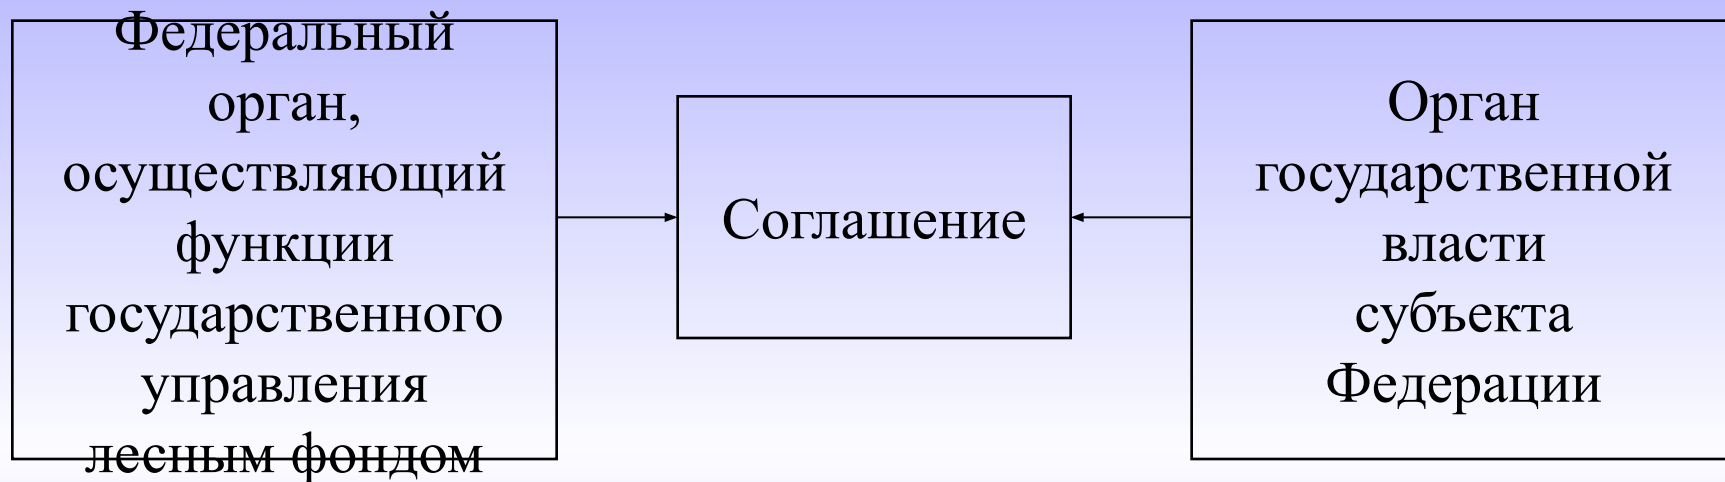 Федеральный
орган,
осуществляющий
функции
государственного
управления
лесным фондом
Соглашение
Орган
государственной
власти
субъекта
Федерации